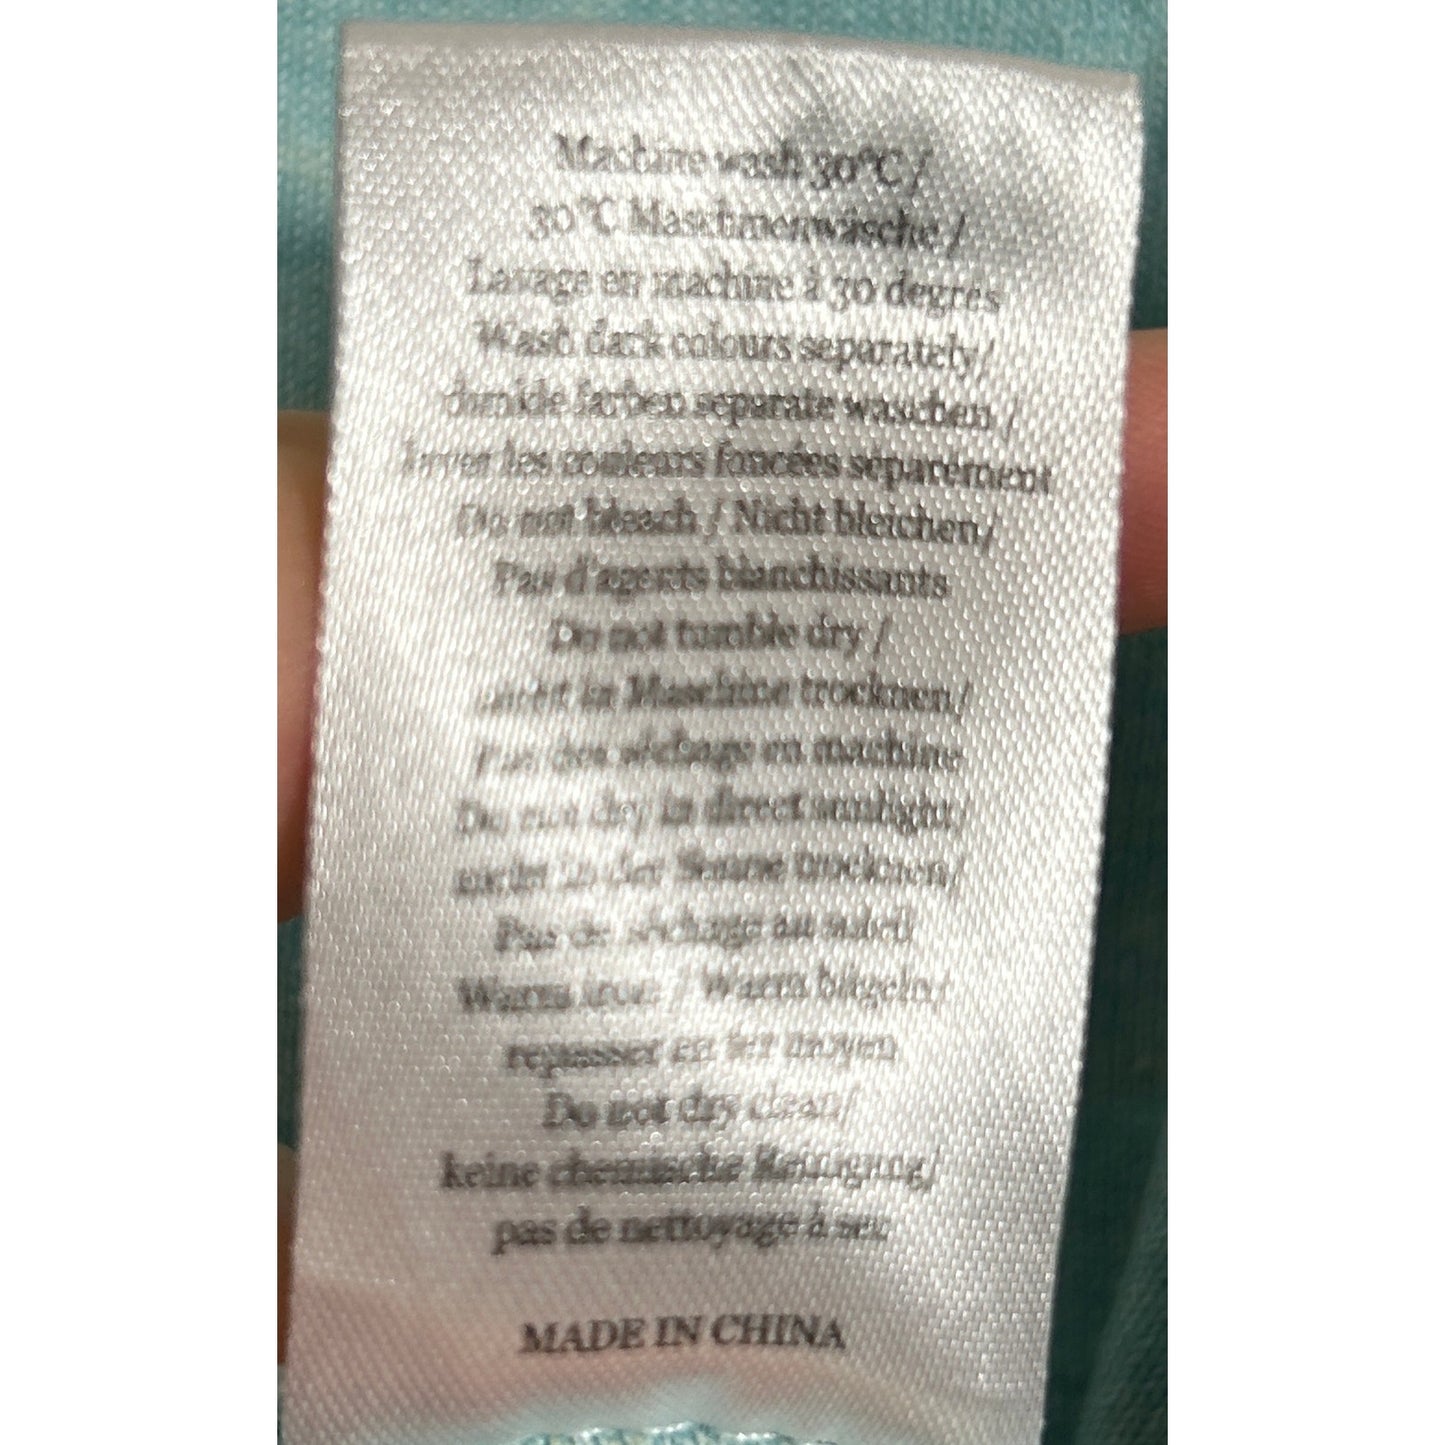 Machine wash 30°C /
30°C Maschinenwäsche /
Lavage en machine à 30 degrés
Wash dark colours separately/
dunkle farben separate waschen /
laver les couleurs foncées séparement
Do not bleach / Nicht bleichen/
Pas d'agents blanchissants
Do not tumble dry /
nicht in Maschine trocknen/
Pas de séchage en machine
Do not dry in direct sunlight
nicht in der Sonne trocknen/
Pas de séchage au soleil
Warm iron / Warm bügeln/
repasser en fer moyen
Do not dry clean/
keine chemische Reinigung/
pas de nettoyage à sec
MADE IN CHINA